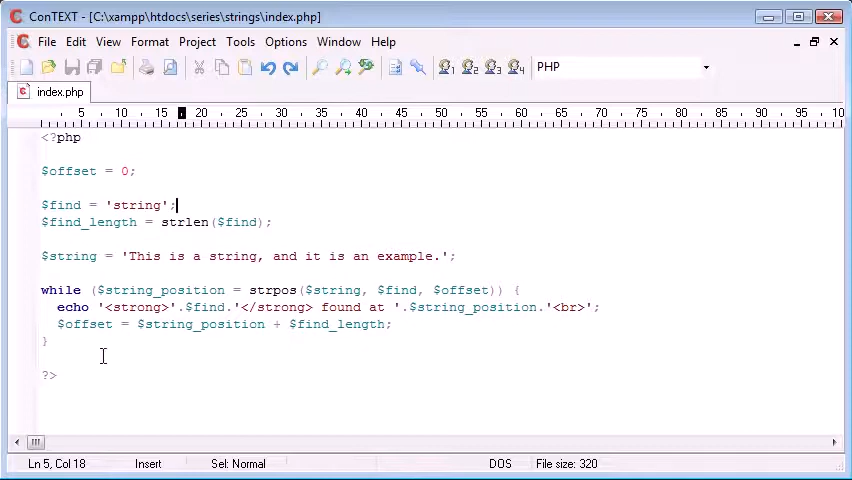 ConTEXT - [C:\xampp\htdocs\series\strings\index.php]
File Edit View Format Project Tools Options Window Help
1 2 3 4 PHP
index.php
5 10 15 20 25 30 35 40 45 50 55 60 65 70 75 80 85 90 95 10
<?php
$offset = 0;
$find = 'string';
$find_length = strlen($find);
$string = 'This is a string, and it is an example.';
while ($string_position = strpos($string, $find, $offset)) {
echo '<strong>'.$find.'</strong> found at '.$string_position.'<br>';
$offset = $string_position + $find_length;
}
?>
Ln 5, Col 18 Insert Sel: Normal DOS File size: 320